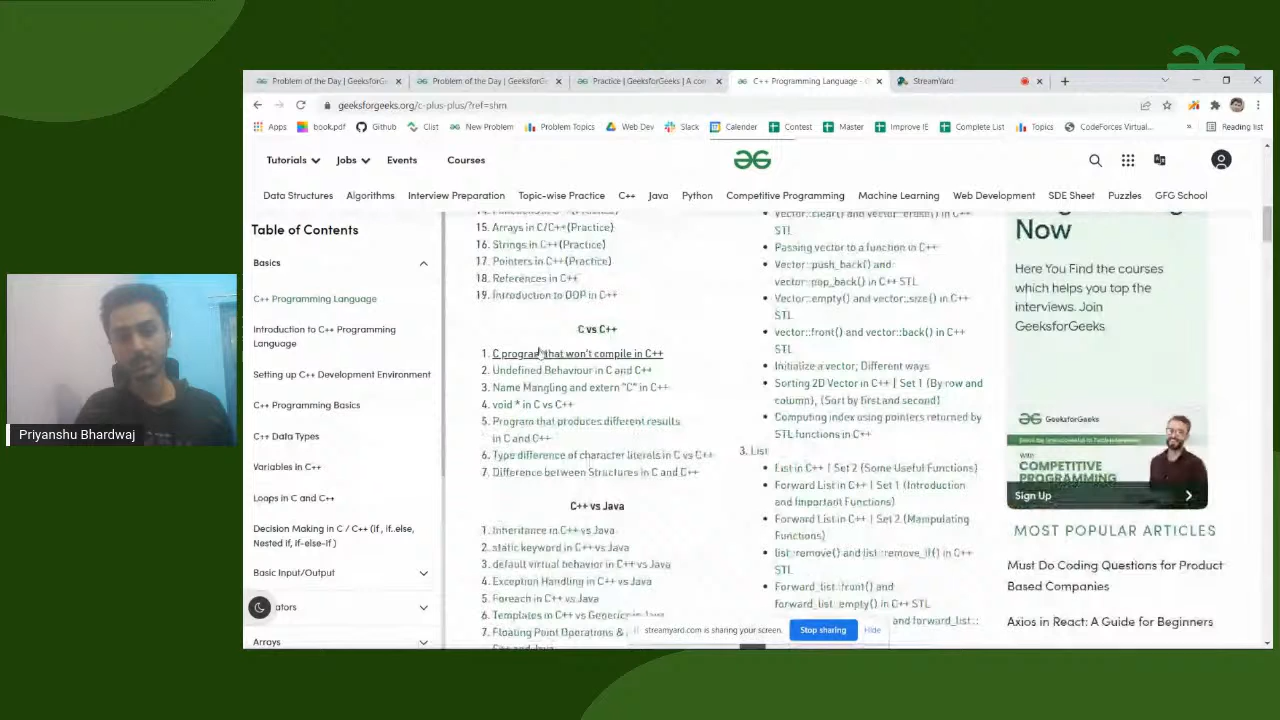 Problem of the Day | GeeksforGe
Problem of the Day | GeeksforGe
Practice | GeeksforGeeks | A com
C++ Programming Language - G
StreamYard
geeksforgeeks.org/c-plus-plus/?ref=shm
Apps
book.pdf
Github
Clist
New Problem
Problem Topics
Web Dev
Slack
Calender
Contest
Master
Improve IE
Complete List
Topics
CodeForces Virtual...
»
Reading list
Tutorials
Jobs
Events
Courses
Data Structures
Algorithms
Interview Preparation
Topic-wise Practice
C++
Java
Python
Competitive Programming
Machine Learning
Web Development
SDE Sheet
Puzzles
GFG School
Table of Contents
Basics
C++ Programming Language
Introduction to C++ Programming
Language
Setting up C++ Development Environment
C++ Programming Basics
C++ Data Types
Variables in C++
Loops in C and C++
Decision Making in C / C++ (if , if..else,
Nested if, if-else-if )
Basic Input/Output
ators
Arrays
15. Arrays in C/C++(Practice)
16. Strings in C++(Practice)
17. Pointers in C++(Practice)
18. References in C++
19. Introduction to OOP in C++
C vs C++
1. C program that won't compile in C++
2. Undefined Behaviour in C and C++
3. Name Mangling and extern "C" in C++
4. void * in C vs C++
5. Program that produces different results
in C and C++
6. Type difference of character literals in C vs C++
7. Difference between Structures in C and C++
C++ vs Java
1. Inheritance in C++ vs Java
2. static keyword in C++ vs Java
3. default virtual behavior in C++ vs Java
4. Exception Handling in C++ vs Java
5. Foreach in C++ vs Java
6. Templates in C++ vs Generics in Java
7. Floating Point Operations &
C++ and Java
Vector::clear() and vector::erase() in C++
STL
Passing vector to a function in C++
Vector::push_back() and
vector::pop_back() in C++ STL
Vector::empty() and vector::size() in C++
STL
vector::front() and vector::back() in C++
STL
Initialize a vector; Different ways
Sorting 2D Vector in C++ | Set 1 (By row and
column), (Sort by first and second)
Computing index using pointers returned by
STL functions in C++
3. List
List in C++ | Set 2 (Some Useful Functions)
Forward List in C++ | Set 1 (Introduction
and Important Functions)
Forward List in C++ | Set 2 (Manipulating
Functions)
list::remove() and list::remove_if() in C++
STL
Forward_list::front() and
forward_list::empty() in C++ STL
and forward_list::
Now
Here You Find the courses
which helps you top the
interviews. Join
GeeksforGeeks
GeeksforGeeks
with
COMPETITIVE
PROGRAMMING
Sign Up
MOST POPULAR ARTICLES
Must Do Coding Questions for Product
Based Companies
Axios in React: A Guide for Beginners
streamyard.com is sharing your screen.
Stop sharing
Hide
Priyanshu Bhardwaj